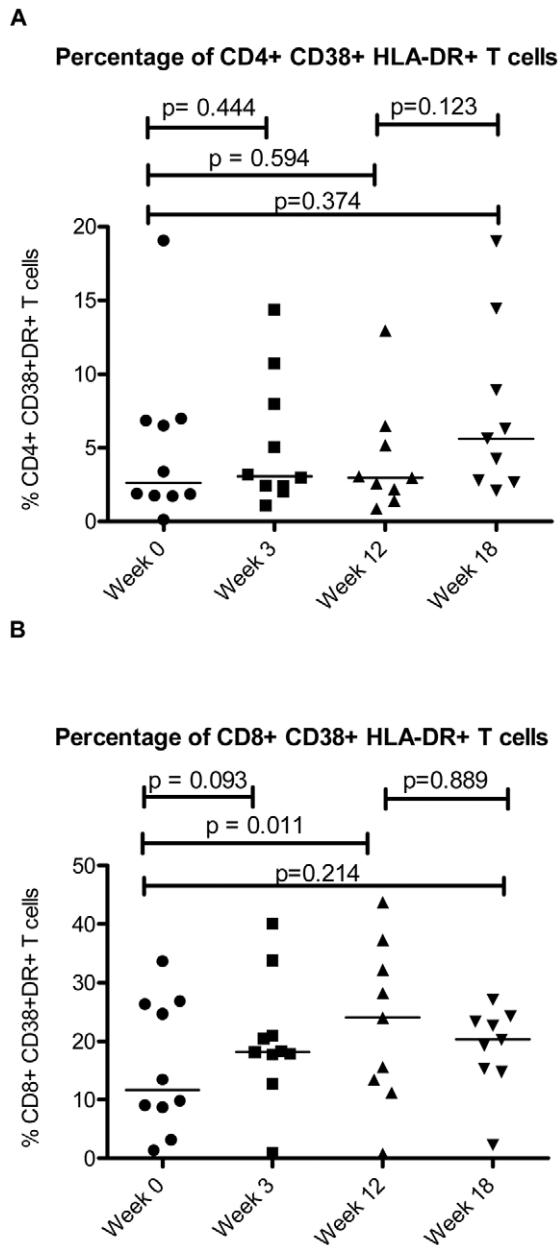 A
Percentage of CD4+ CD38+ HLA-DR+ T cells
p= 0.444
p=0.123
p = 0.594
p=0.374
% CD4+ CD38+DR+ T cells
20
15
10
5
0
Week 0
Week 3
Week 12
Week 18
B
Percentage of CD8+ CD38+ HLA-DR+ T cells
p = 0.093
p=0.889
p = 0.011
p=0.214
% CD8+ CD38+DR+ T cells
50
40
30
20
10
0
Week 0
Week 3
Week 12
Week 18